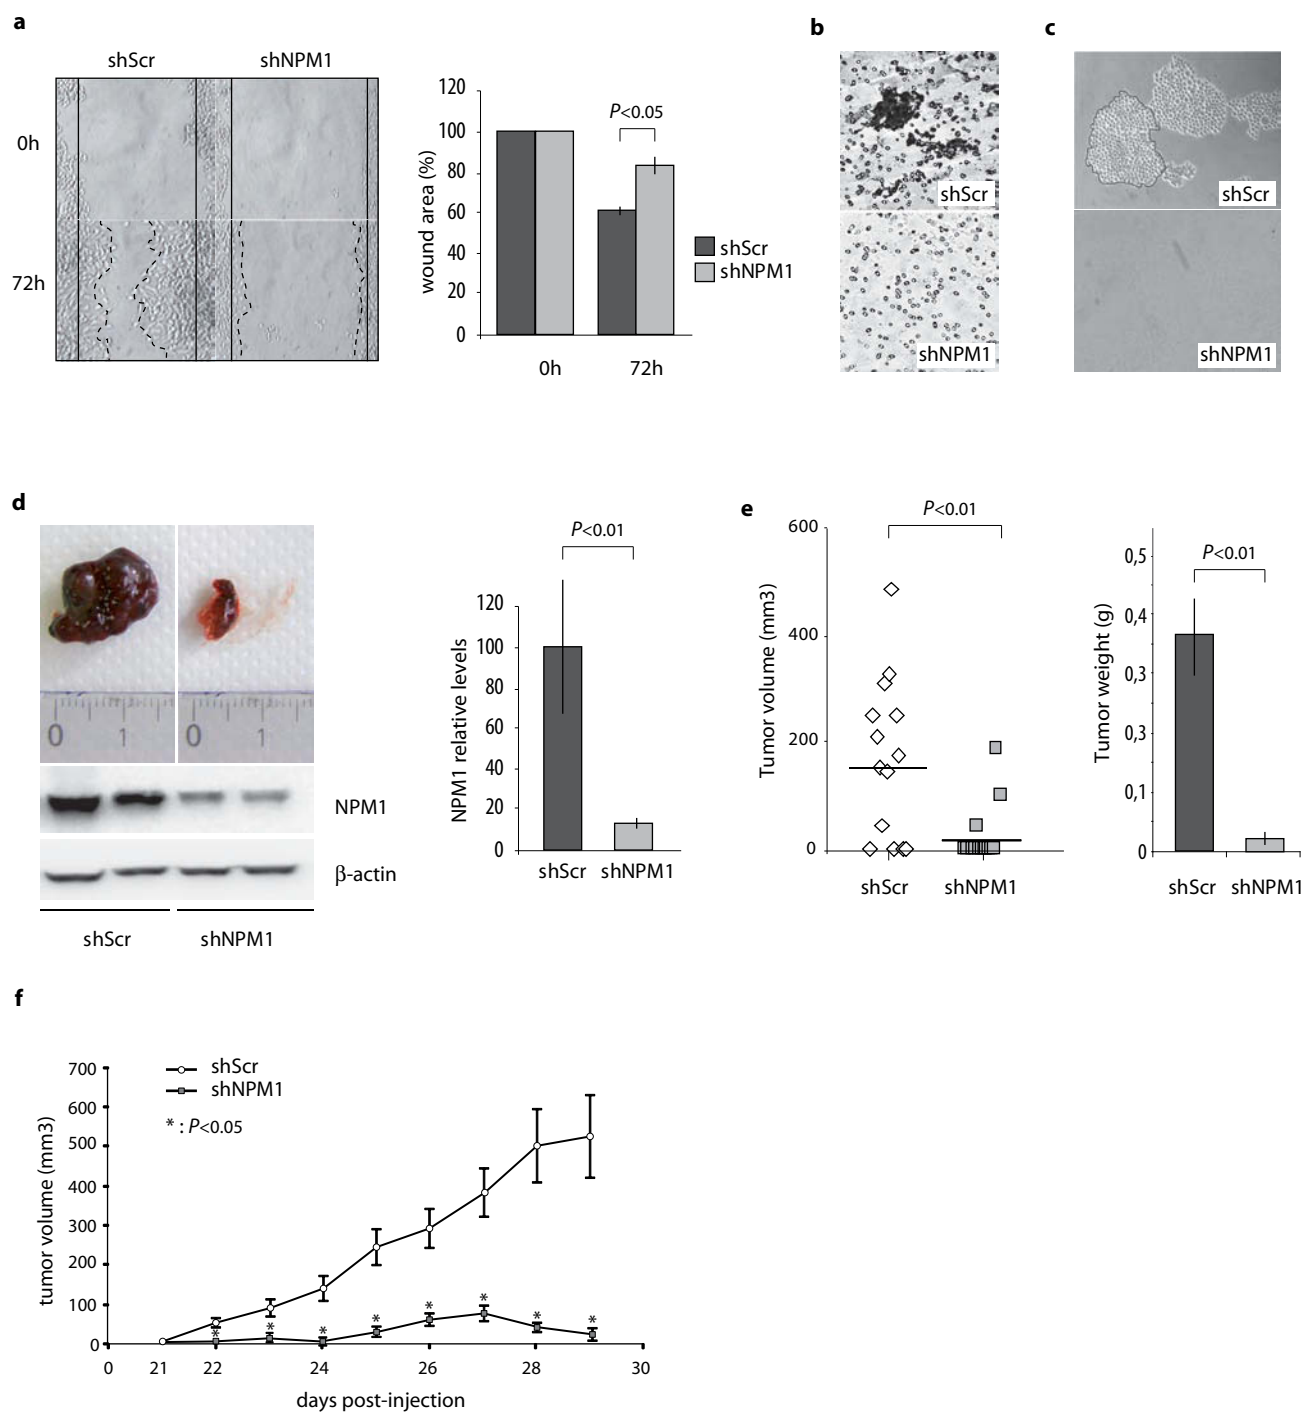 a
shScr
shNPM1
0h
72h
wound area (%)
120
100
80
60
40
20
0
P<0.05
0h
72h
shScr
shNPM1
b
shScr
shNPM1
c
shScr
shNPM1
d
0 1
0 1
NPM1
β-actin
shScr
shNPM1
NPM1 relative levels
120
100
80
60
40
20
0
P<0.01
shScr
shNPM1
e
Tumor volume (mm3)
600
400
200
0
P<0.01
shScr
shNPM1
Tumor weight (g)
0,5
0,4
0,3
0,3
0,1
0
P<0.01
shScr
shNPM1
f
tumor volume (mm3)
700
600
500
400
300
200
100
0
shScr
shNPM1
* : P<0.05
* * * * * * * *
0 21 22 24 26 28 30
days post-injection